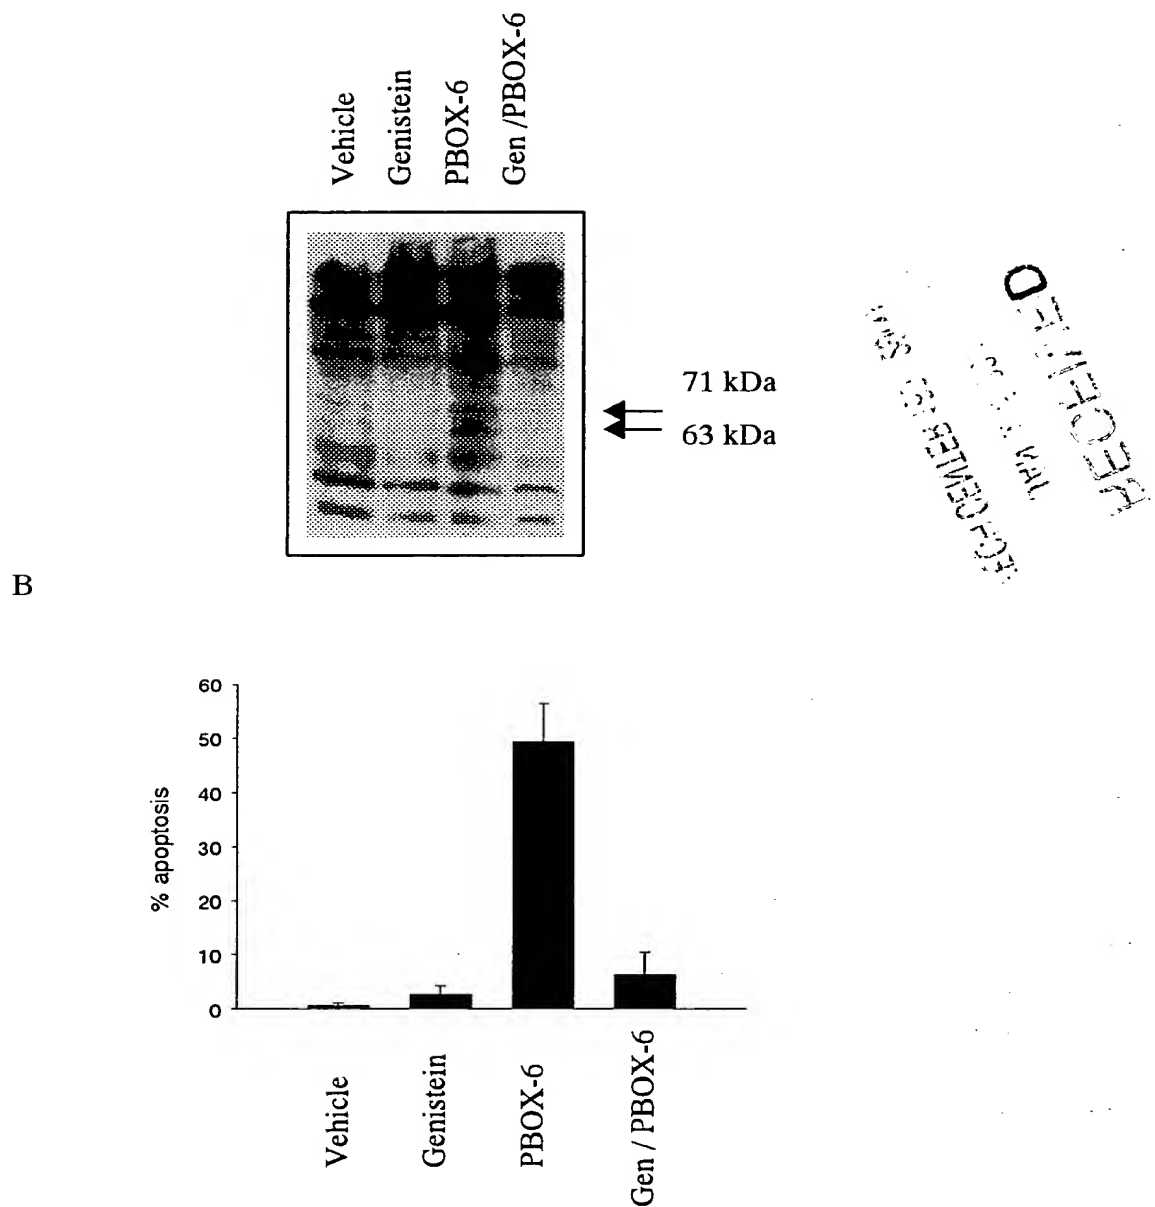 Vehicle
Genistein
PBOX-6
Gen /PBOX-6
71 kDa
63 kDa
B
60
50
40
30
20
10
0
% apoptosis
Vehicle
Genistein
PBOX-6
Gen / PBOX-6